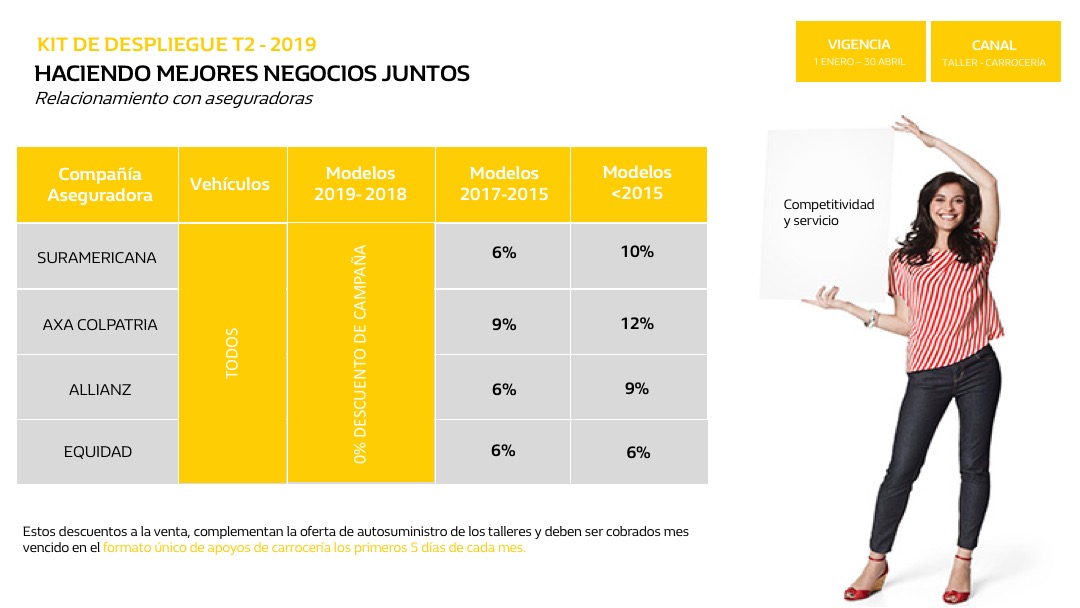 KIT DE DESPLIEGUE T2 - 2019
HACIENDO MEJORES NEGOCIOS JUNTOS
Relacionamiento con aseguradoras
VIGENCIA
1 ENERO – 30 ABRIL
CANAL
TALLER - CARROCERÍA
Compañía
Aseguradora
Vehículos
Modelos
2019- 2018
Modelos
2017-2015
Modelos
<2015
SURAMERICANA
6%
10%
AXA COLPATRIA
9%
12%
ALLIANZ
6%
9%
EQUIDAD
6%
6%
TODOS
0% DESCUENTO DE CAMPAÑA
Competitividad
y servicio
Estos descuentos a la venta, complementan la oferta de autosuministro de los talleres y deben ser cobrados mes
vencido en el formato único de apoyos de carrocería los primeros 5 días de cada mes.